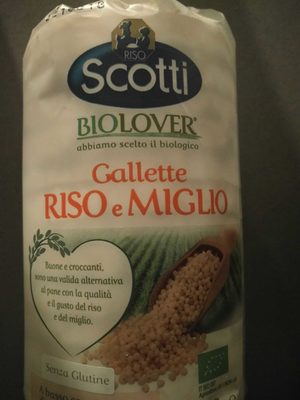 RISO
Scotti
BIOLOVER®
abbiamo scelto il biologico
Gallette
RISO e MIGLIO
Buone e croccanti,
sono una valida alternativa
al pane con la qualità
e il gusto del riso
e del miglio.
Senza Glutine
A basso